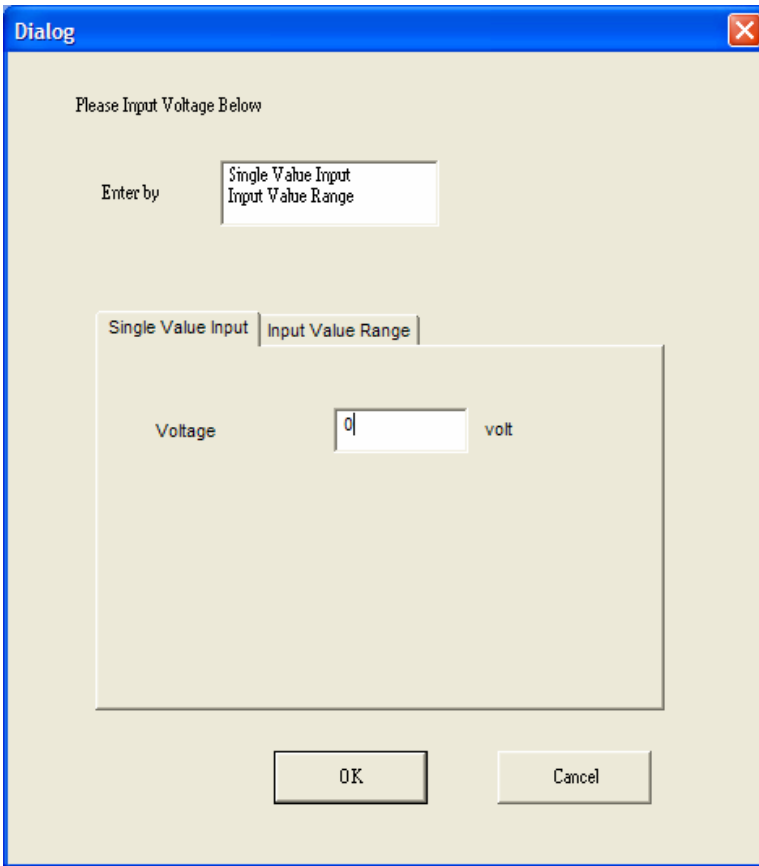 Dialog
Please Input Voltage Below
Enter by
Single Value Input
Input Value Range
Single Value Input
Input Value Range
Voltage
0
volt
OK
Cancel